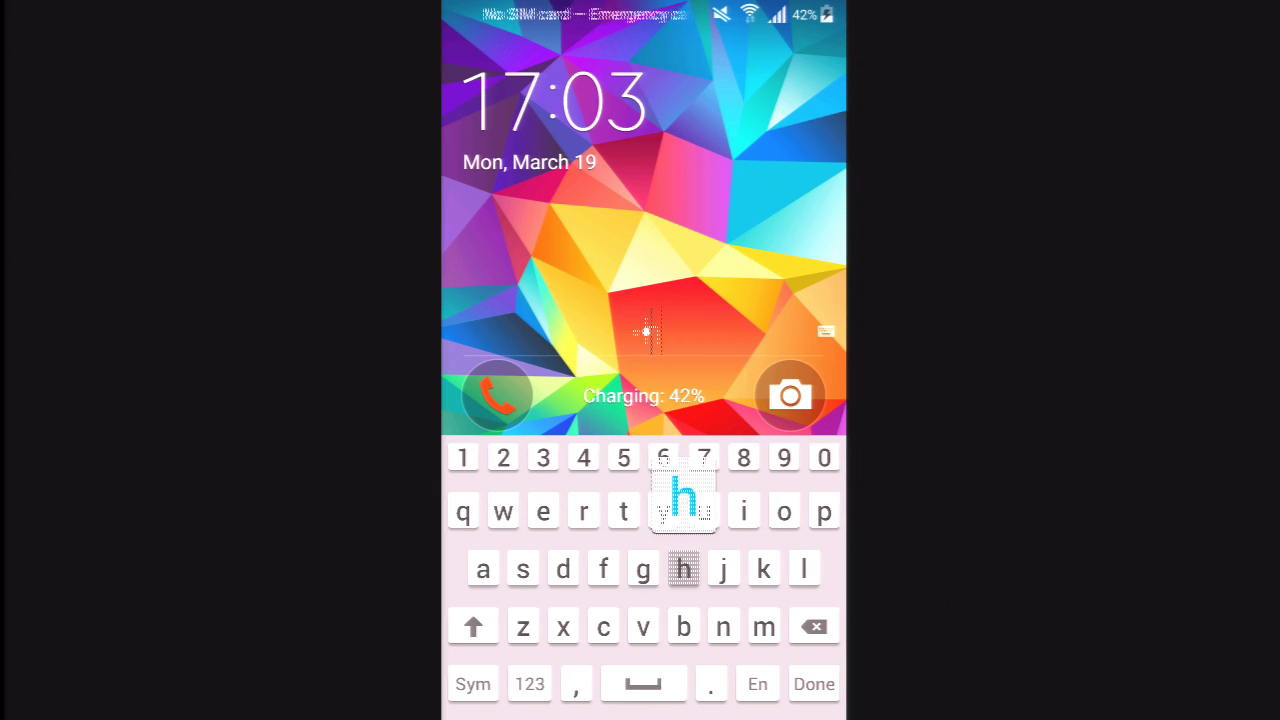 No SIM card – Emergency c 42%
17:03
Mon, March 19
Charging: 42%
1 2 3 4 5 6 7 8 9 0
h
q w e r t y u i o p
a s d f g h j k l
z x c v b n m
Sym 123 , . En Done